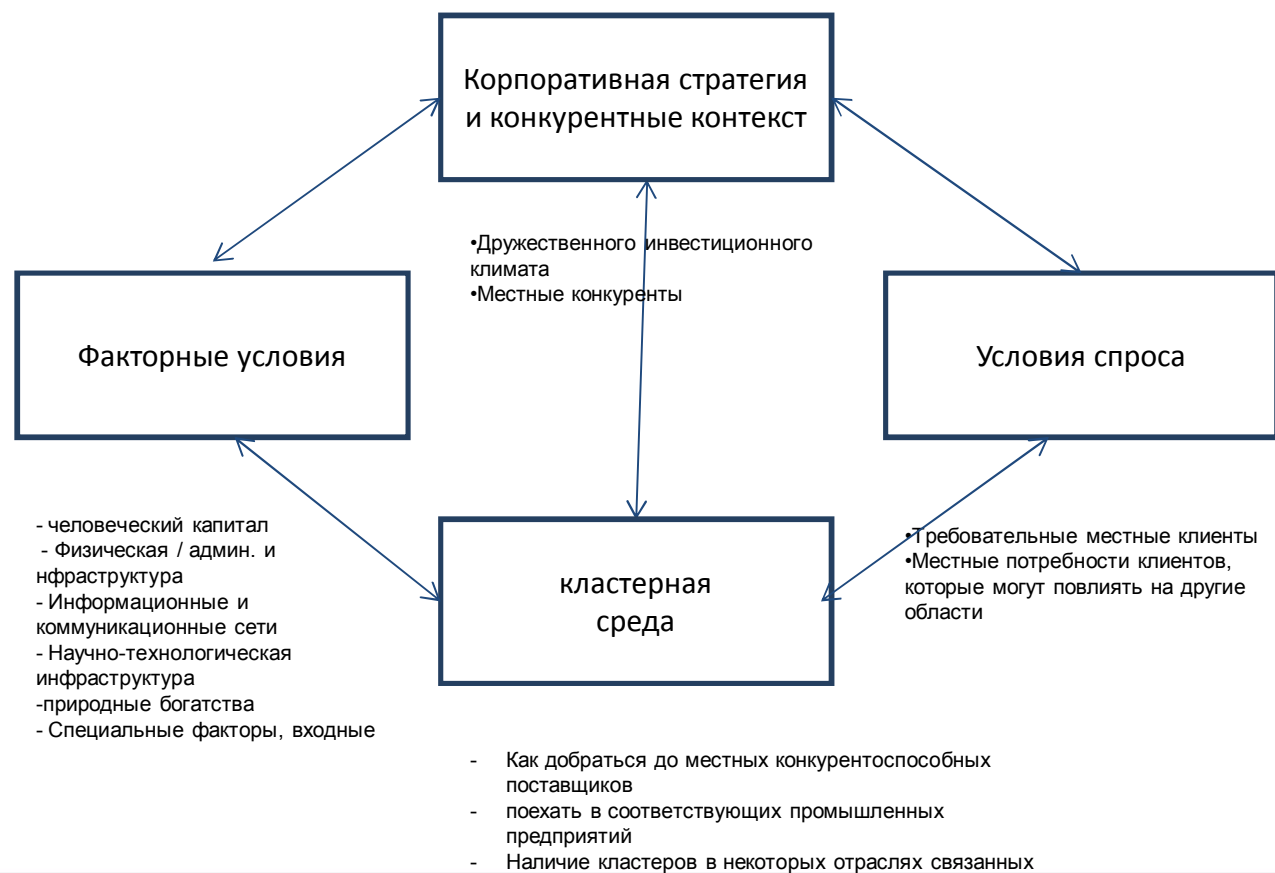 Корпоративная стратегия
и конкурентные контекст
•Дружественного инвестиционного
климата
•Местные конкуренты
Факторные условия
Условия спроса
- человеческий капитал
- Физическая / админ. и
нфраструктура
- Информационные и
коммуникационные сети
- Научно-технологическая
инфраструктура
-природные богатства
- Специальные факторы, входные
кластерная
среда
•Требовательные местные клиенты
•Местные потребности клиентов,
которые могут повлиять на другие
области
- Как добраться до местных конкурентоспособных
поставщиков
- поехать в соответствующих промышленных
предприятий
- Наличие кластеров в некоторых отраслях связанных